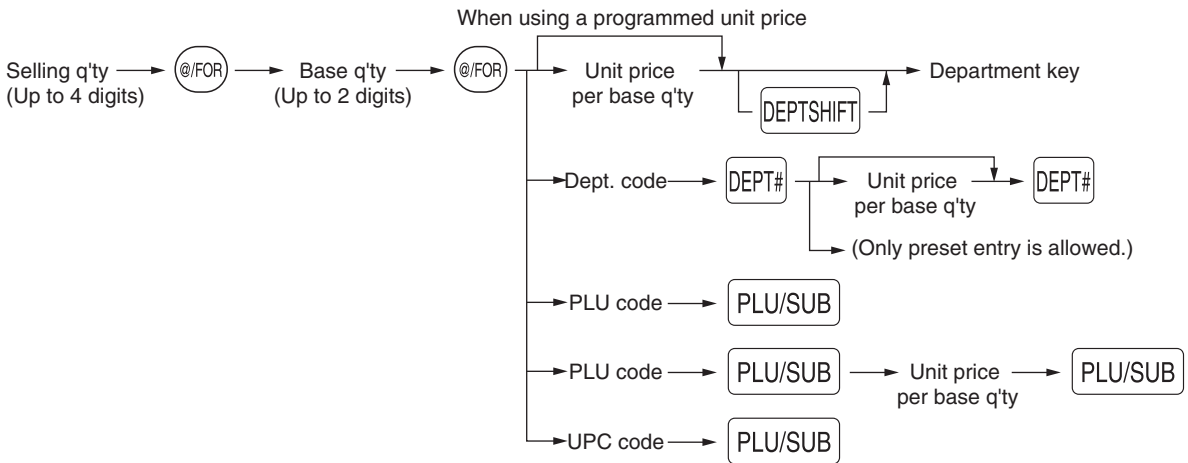 When using a programmed unit price
Selling q'ty @/FOR Base q'ty @/FOR Unit price Department key
(Up to 4 digits) (Up to 2 digits) per base q'ty
DEPTSHIFT
Dept. code DEPT# Unit price DEPT#
per base q'ty
(Only preset entry is allowed.)
PLU code PLU/SUB
PLU code PLU/SUB Unit price PLU/SUB
per base q'ty
UPC code PLU/SUB